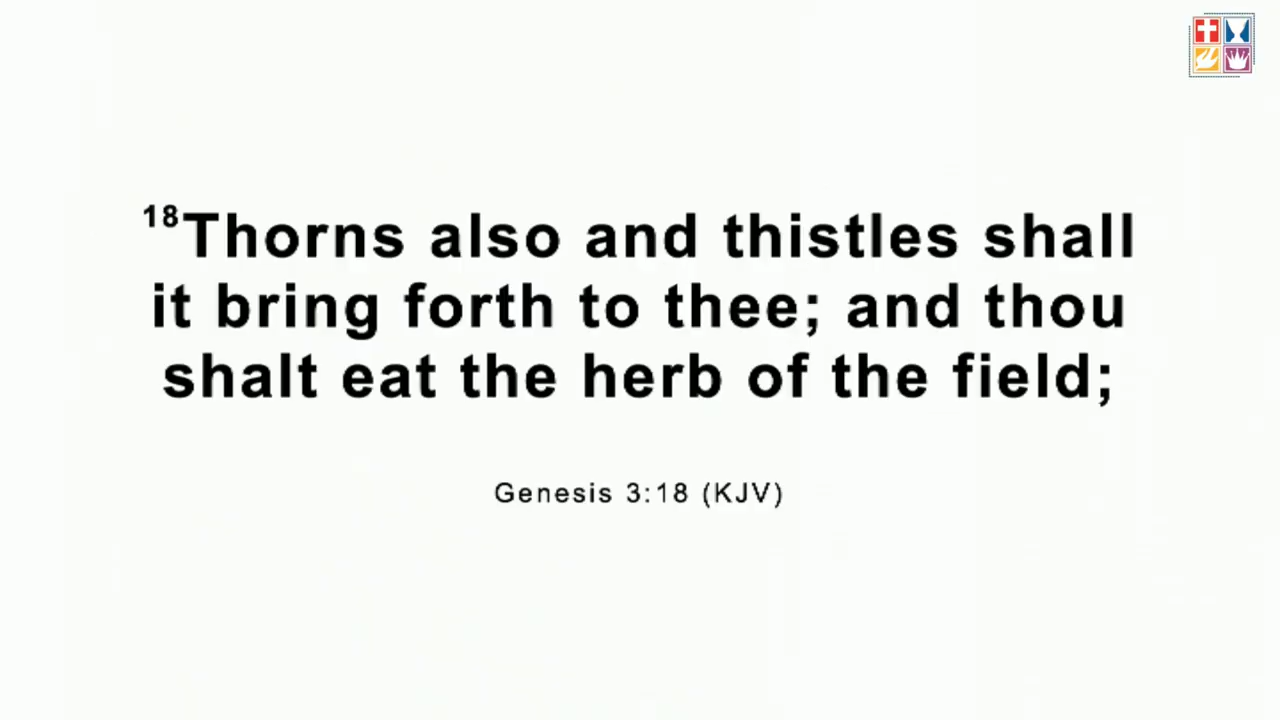 18Thorns also and thistles shall
it bring forth to thee; and thou
shalt eat the herb of the field;
Genesis 3:18 (KJV)